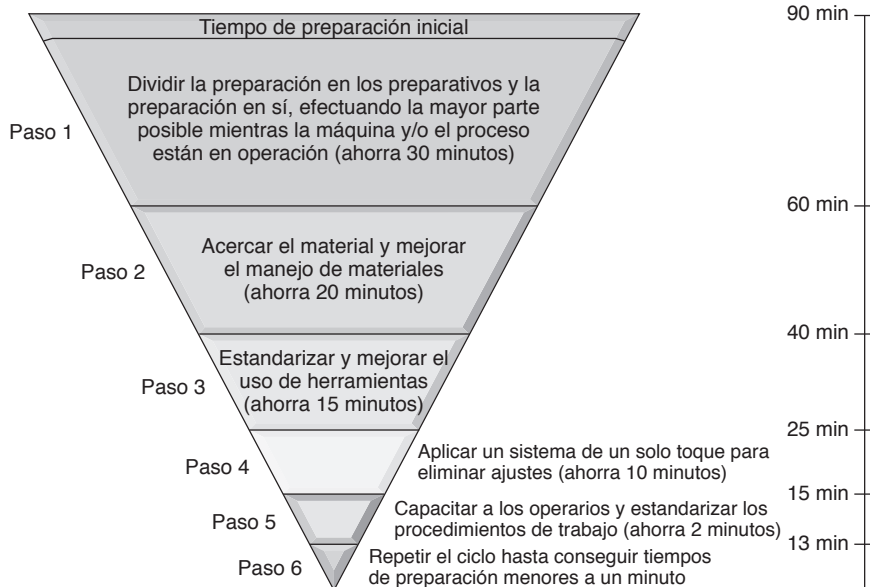 Tiempo de preparación inicial
90 min
Paso 1
Dividir la preparación en los preparativos y la
preparación en sí, efectuando la mayor parte
posible mientras la máquina y/o el proceso
están en operación (ahorra 30 minutos)
60 min
Paso 2
Acercar el material y mejorar
el manejo de materiales
(ahorra 20 minutos)
40 min
Paso 3
Estandarizar y mejorar el
uso de herramientas
(ahorra 15 minutos)
25 min
Paso 4
Aplicar un sistema de un solo toque para
eliminar ajustes (ahorra 10 minutos)
15 min
Paso 5
Capacitar a los operarios y estandarizar los
procedimientos de trabajo (ahorra 2 minutos)
13 min
Paso 6
Repetir el ciclo hasta conseguir tiempos
de preparación menores a un minuto